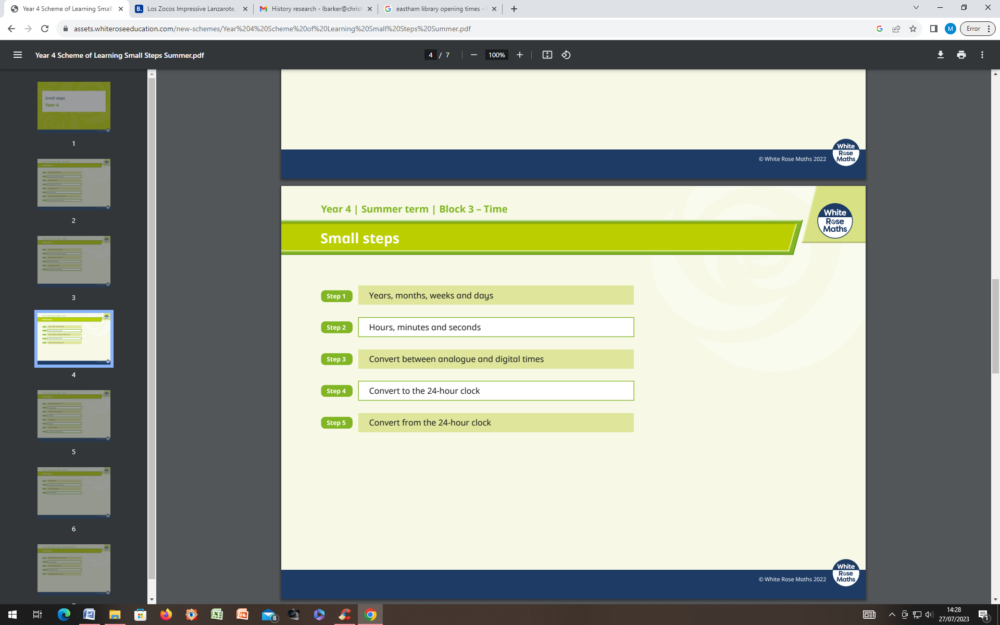 Year 4 Scheme of Learning Small
Los Zocos Impressive Lanzarote,
History research - lbarker@christ
eastham library opening times -
assets.whiteroseeducation.com/new-schemes/Year%204%20Scheme%20of%20Learning%20Small%20Steps%20Summer.pdf
M
Error
Year 4 Scheme of Learning Small Steps Summer.pdf
4 / 7
100%
Small steps
Year 4
1
2
3
4
5
6
© White Rose Maths 2022
White
Rose
Maths
Year 4 | Summer term | Block 3 – Time
White
Rose
Maths
Small steps
Step 1 Years, months, weeks and days
Step 2 Hours, minutes and seconds
Step 3 Convert between analogue and digital times
Step 4 Convert to the 24-hour clock
Step 5 Convert from the 24-hour clock
© White Rose Maths 2022
White
Rose
Maths
8
14:28
27/07/2023
1